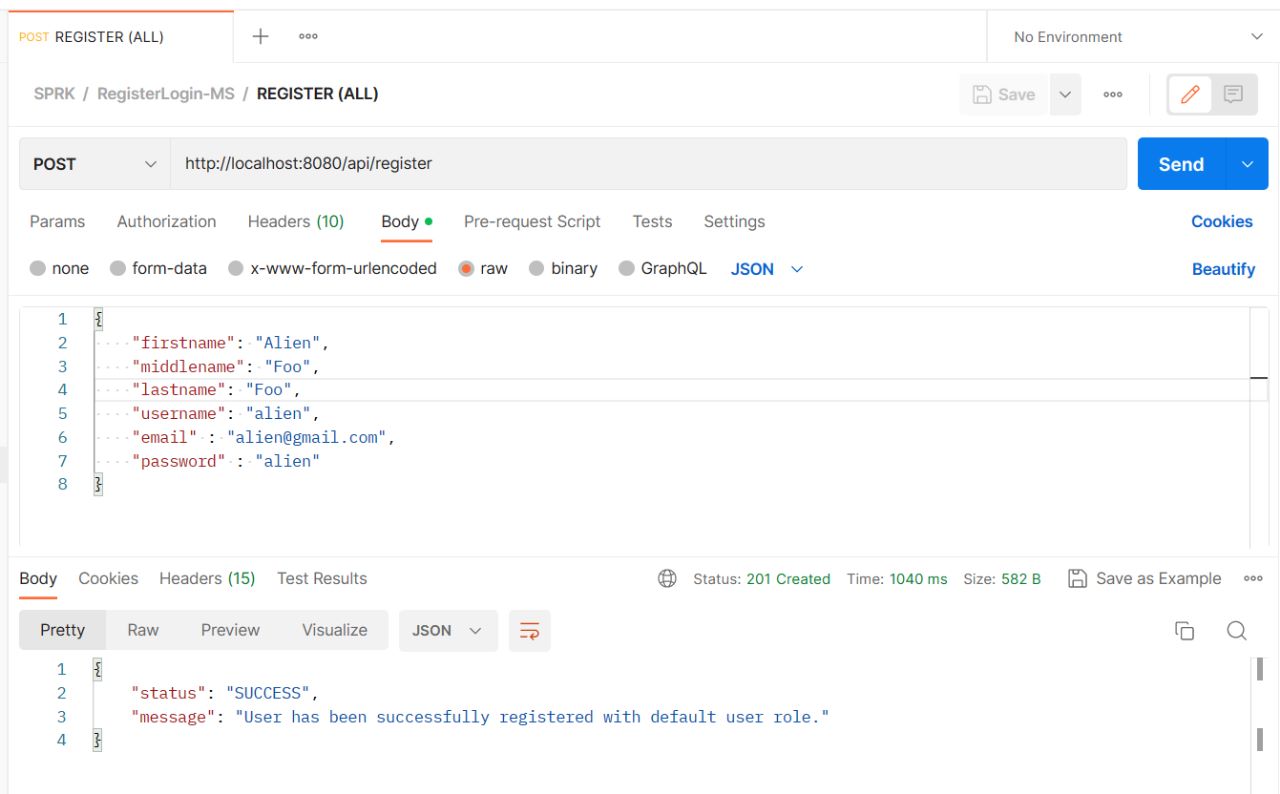 POST REGISTER (ALL)
No Environment
SPRK / RegisterLogin-MS / REGISTER (ALL)
Save
POST
http://localhost:8080/api/register
Send
Params Authorization Headers (10) Body Pre-request Script Tests Settings Cookies
none form-data x-www-form-urlencoded raw binary GraphQL JSON Beautify
1 {
2 "firstname": "Alien",
3 "middlename": "Foo",
4 "lastname": "Foo",
5 "username": "alien",
6 "email" : "alien@gmail.com",
7 "password" : "alien"
8 }
Body Cookies Headers (15) Test Results Status: 201 Created Time: 1040 ms Size: 582 B Save as Example
Pretty Raw Preview Visualize JSON
1 {
2 "status": "SUCCESS",
3 "message": "User has been successfully registered with default user role."
4 }